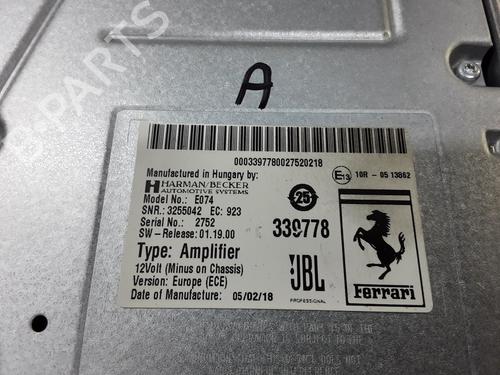 A
0003397780027520218
Manufactured in Hungary by:
HARMAN/BECKER
AUTOMOTIVE SYSTEMS
Model No.: E074
SNR.: 3255042 EC: 923
Serial No.: 2752
SW - Release: 01.19.00
Type: Amplifier
12Volt (Minus on Chassis)
Version: Europe (ECE)
Date of Manufacture: 05/02/18
25
339778
JBL
PROFESSIONAL
E13 10R - 05 13862
Ferrari
B-PARTS